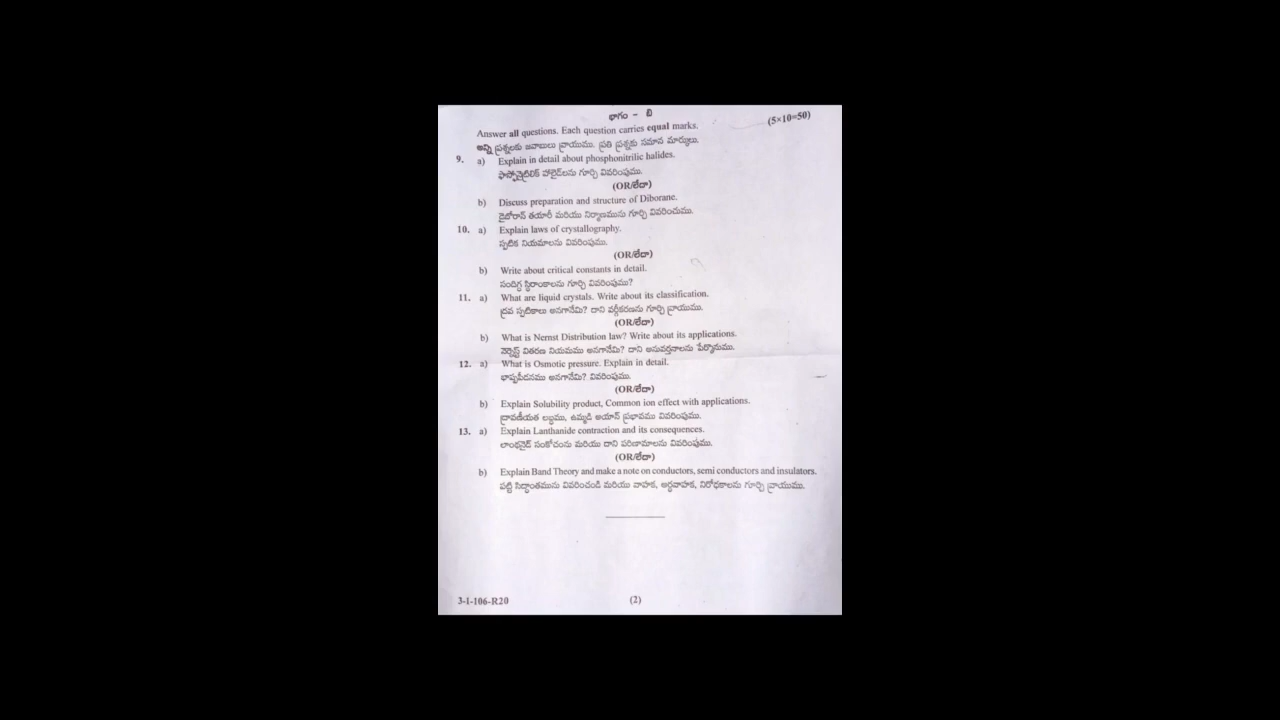 భాగం - బి
(5×10=50)
Answer all questions. Each question carries equal marks.
అన్ని ప్రశ్నలకు జవాబులు వ్రాయుము. ప్రతి ప్రశ్నకు సమాన మార్కులు.
9. a) Explain in detail about phosphonitrilic halides.
ఫాస్ఫోనైట్రిలిక్ హాలైడ్‌లను గూర్చి వివరింపుము.
(OR/లేదా)
b) Discuss preparation and structure of Diborane.
డైబోరాన్ తయారీ మరియు నిర్మాణమును గూర్చి వివరించుము.
10. a) Explain laws of crystallography.
స్పటిక నియమాలను వివరింపుము.
(OR/లేదా)
b) Write about critical constants in detail.
సందిగ్ధ స్థిరాంకాలను గూర్చి వివరింపుము?
11. a) What are liquid crystals. Write about its classification.
ద్రవ స్పటికాలు అనగానేమి? దాని వర్గీకరణను గూర్చి వ్రాయుము.
(OR/లేదా)
b) What is Nernst Distribution law? Write about its applications.
నెర్నెస్ట్ వితరణ నియమము అనగానేమి? దాని అనువర్తనాలను పేర్కొనుము.
12. a) What is Osmotic pressure. Explain in detail.
భాష్పపీడనము అనగానేమి? వివరింపుము.
(OR/లేదా)
b) Explain Solubility product, Common ion effect with applications.
ద్రావణీయత లబ్ధము, ఉమ్మడి అయాన్ ప్రభావము వివరింపుము.
13. a) Explain Lanthanide contraction and its consequences.
లాంథనైడ్ సంకోచంను మరియు దాని పరిణామాలను వివరింపుము.
(OR/లేదా)
b) Explain Band Theory and make a note on conductors, semi conductors and insulators.
పట్టీ సిద్ధాంతమును వివరించండి మరియు వాహక, అర్ధవాహక, నిరోధకాలను గూర్చి వ్రాయుము.
3-1-106-R20
(2)